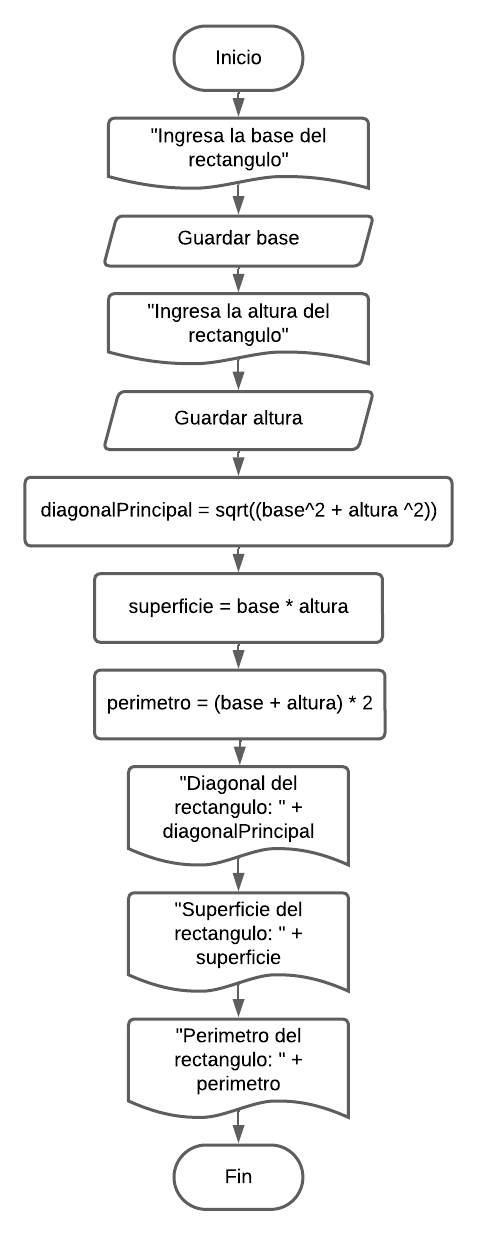 Inicio
"Ingresa la base del
rectangulo"
Guardar base
"Ingresa la altura del
rectangulo"
Guardar altura
diagonalPrincipal = sqrt((base^2 + altura ^2))
superficie = base * altura
perimetro = (base + altura) * 2
"Diagonal del
rectangulo: " +
diagonalPrincipal
"Superficie del
rectangulo: " +
superficie
"Perimetro del
rectangulo: " +
perimetro
Fin